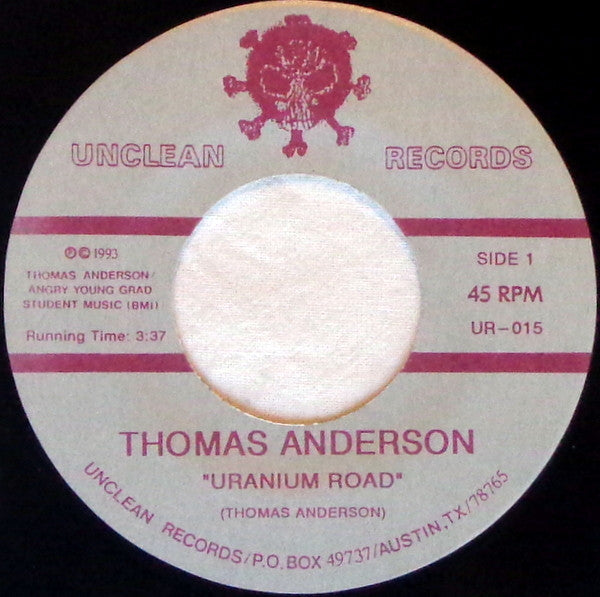 UNCLEAN RECORDS
℗© 1993
THOMAS ANDERSON/
ANGRY YOUNG GRAD
STUDENT MUSIC (BMI)
Running Time: 3:37
SIDE 1
45 RPM
UR-015
THOMAS ANDERSON
"URANIUM ROAD"
(THOMAS ANDERSON)
UNCLEAN RECORDS/P.O. BOX 49737/AUSTIN, TX/78765